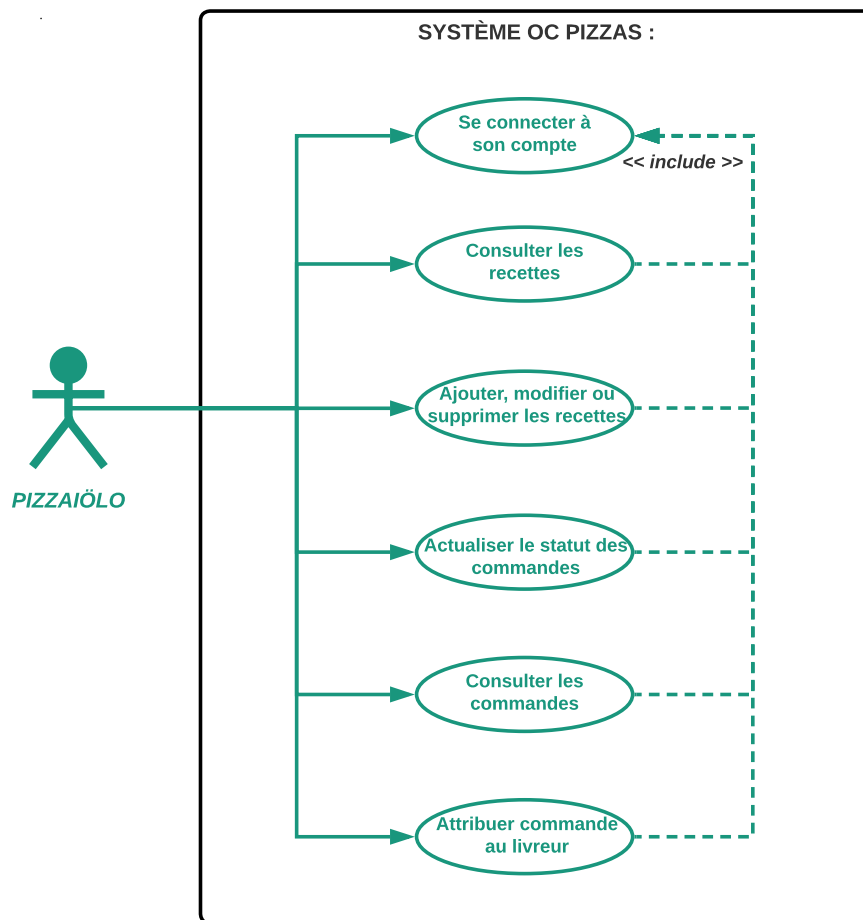 SYSTÈME OC PIZZAS :
Se connecter à
son compte
<< include >>
Consulter les
recettes
Ajouter, modifier ou
supprimer les recettes
PIZZAIÖLO
Actualiser le statut des
commandes
Consulter les
commandes
Attribuer commande
au livreur